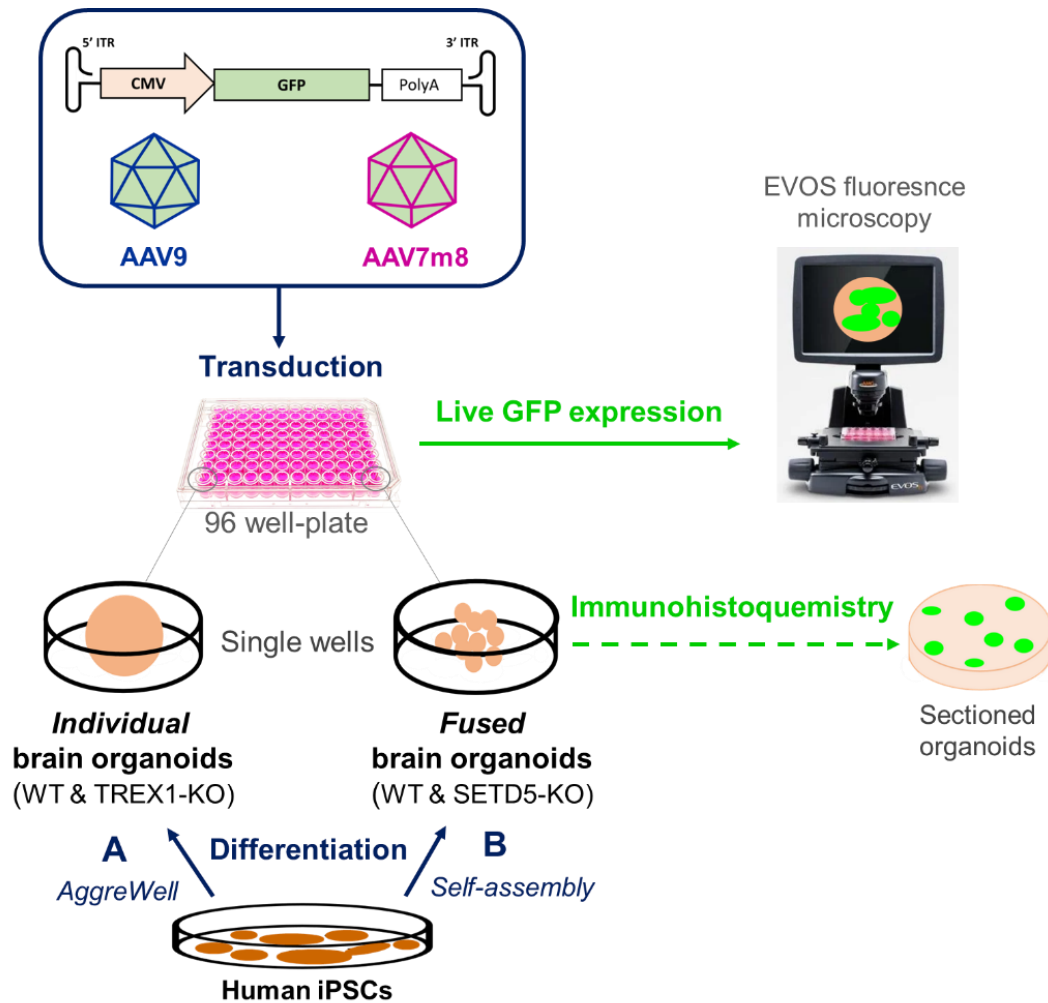 5’ ITR
3’ ITR
CMV
GFP
PolyA
AAV9
AAV7m8
EVOS fluoresnce
microscopy
Transduction
Live GFP expression
EVOS
96 well-plate
Single wells
Immunohistoquemistry
Individual
brain organoids
(WT & TREX1-KO)
Fused
brain organoids
(WT & SETD5-KO)
Sectioned
organoids
A
Differentiation
B
AggreWell
Self-assembly
Human iPSCs